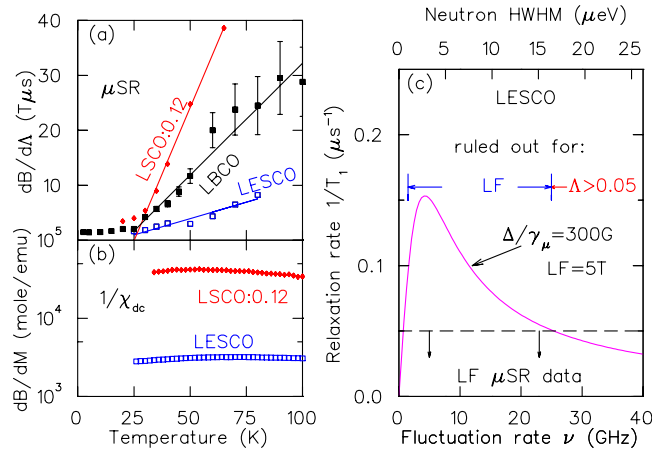 (a)
μSR
LSCO:0.12
LBCO
LESCO
dB/dΛ (Tμs)
40
30
20
10
10⁵
(b)
1/χdc
LSCO:0.12
LESCO
dB/dM (mole/emu)
10⁴
10³
0 25 50 75 100
Temperature (K)
Neutron HWHM (μeV)
0 5 10 15 20 25
(c)
LESCO
ruled out for:
LF
Λ>0.05
Δ/γμ=300G
LF=5T
LF μSR data
Relaxation rate 1/T₁ (μs⁻¹)
0.2
0.1
0.0
0 10 20 30 40
Fluctuation rate ν (GHz)